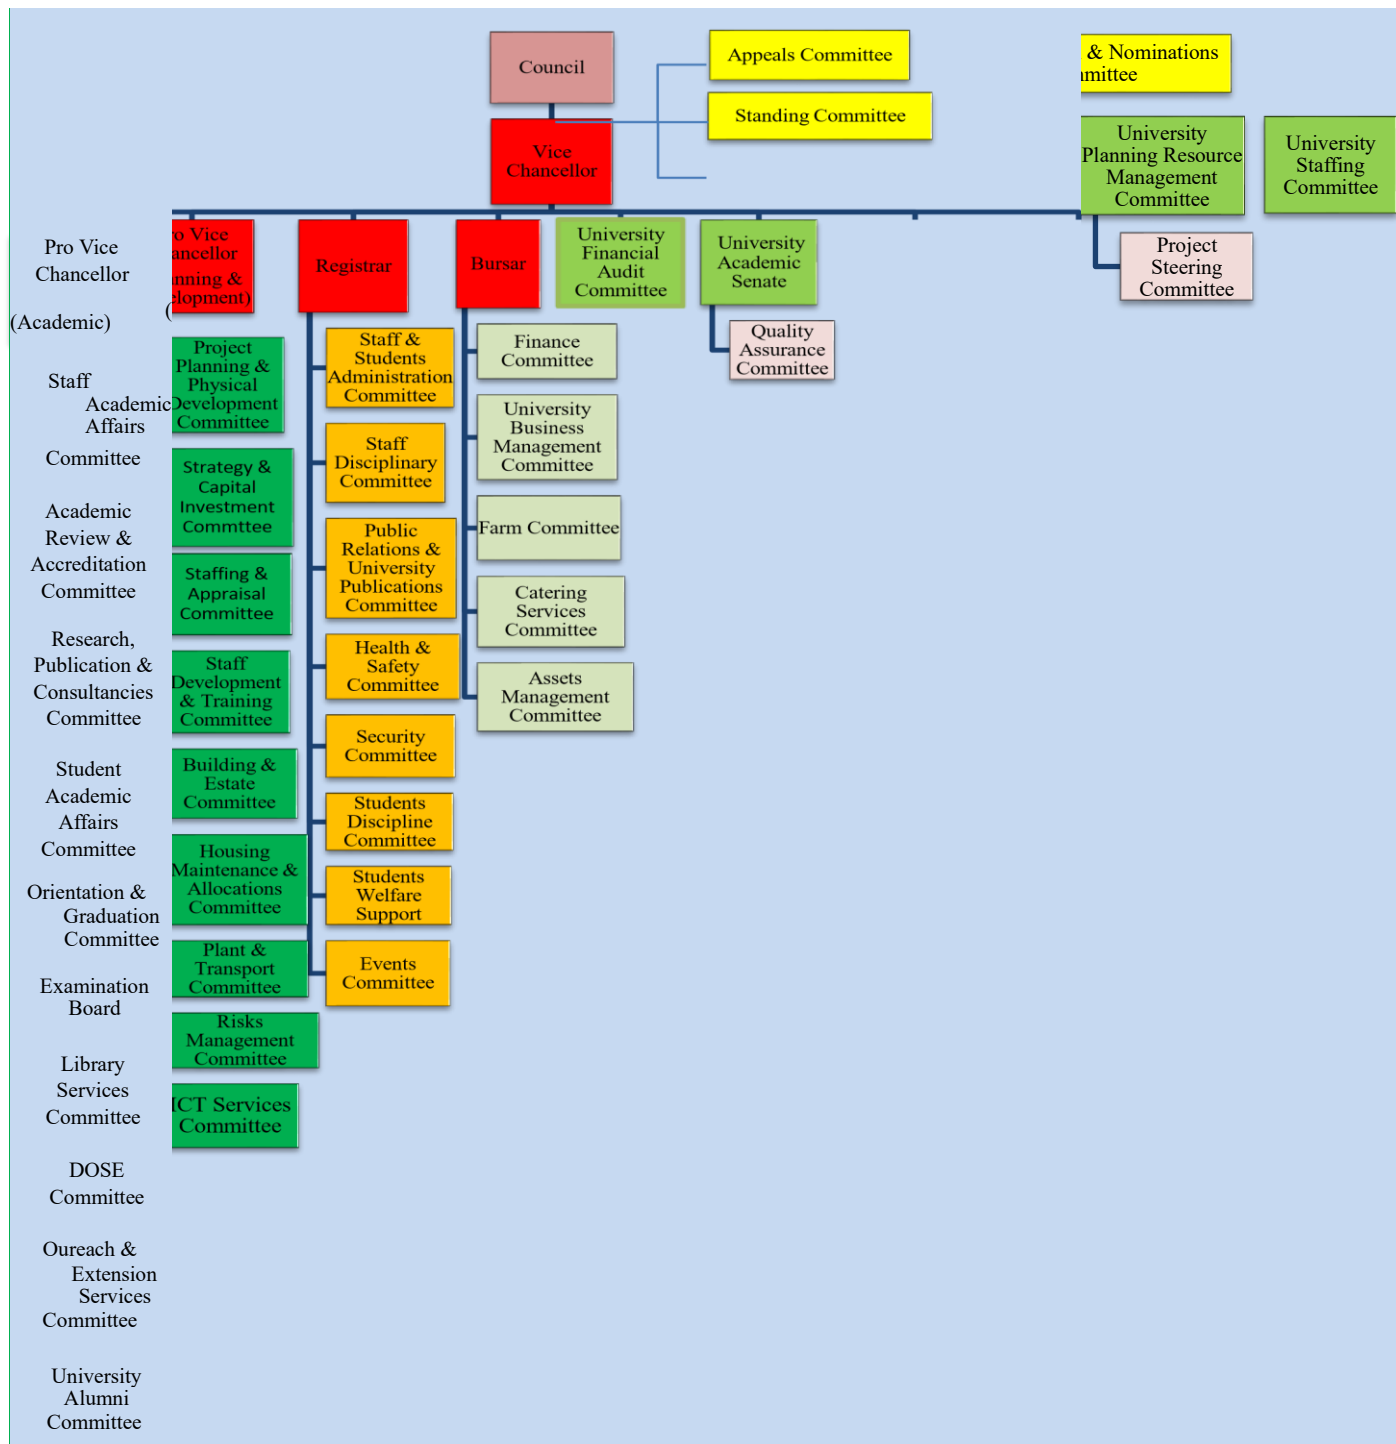 Council
Vice
Chancellor
Appeals Committee
Standing Committee
& Nominations
University
Planning Resource
Management
Committee
University
Staffing
Committee
Project
Steering
Committee
Pro Vice
Chancellor
(Academic)
Staff
Academic
Affairs
Committee
Academic
Review &
Accreditation
Committee
Research,
Publication &
Consultancies
Committee
Student
Academic
Affairs
Committee
Orientation &
Graduation
Committee
Examination
Board
Library
Services
Committee
DOSE
Committee
Oureach &
Extension
Services
Committee
University
Alumni
Committee
Vice
&
Project
Planning &
Physical
Development
Committee
Strategy &
Capital
Investment
Commttee
Staffing &
Appraisal
Committee
Staff
Development
& Training
Committee
Building &
Estate
Committee
Housing
Maintenance &
Allocations
Committee
Plant &
Transport
Committee
Risks
Management
Committee
ICT Services
Committee
Registrar
Staff &
Students
Administration
Committee
Staff
Disciplinary
Committee
Public
Relations &
University
Publications
Committee
Health &
Safety
Committee
Security
Committee
Students
Discipline
Committee
Students
Welfare
Support
Events
Committee
Bursar
Finance
Committee
University
Business
Management
Committee
Farm Committee
Catering
Services
Committee
Assets
Management
Committee
University
Financial
Audit
Committee
University
Academic
Senate
Quality
Assurance
Committee